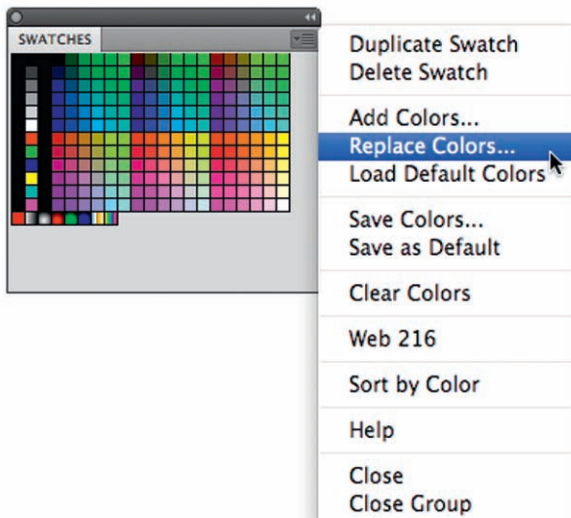 SWATCHES
Duplicate Swatch
Delete Swatch
Add Colors...
Replace Colors...
Load Default Colors
Save Colors...
Save as Default
Clear Colors
Web 216
Sort by Color
Help
Close
Close Group